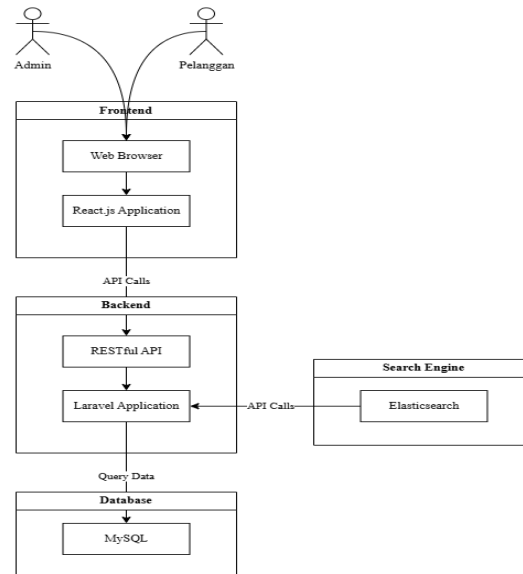 Admin
Pelanggan
Frontend
Web Browser
React.js Application
API Calls
Backend
RESTful API
Laravel Application
API Calls
Search Engine
Elasticsearch
Query Data
Database
MySQL